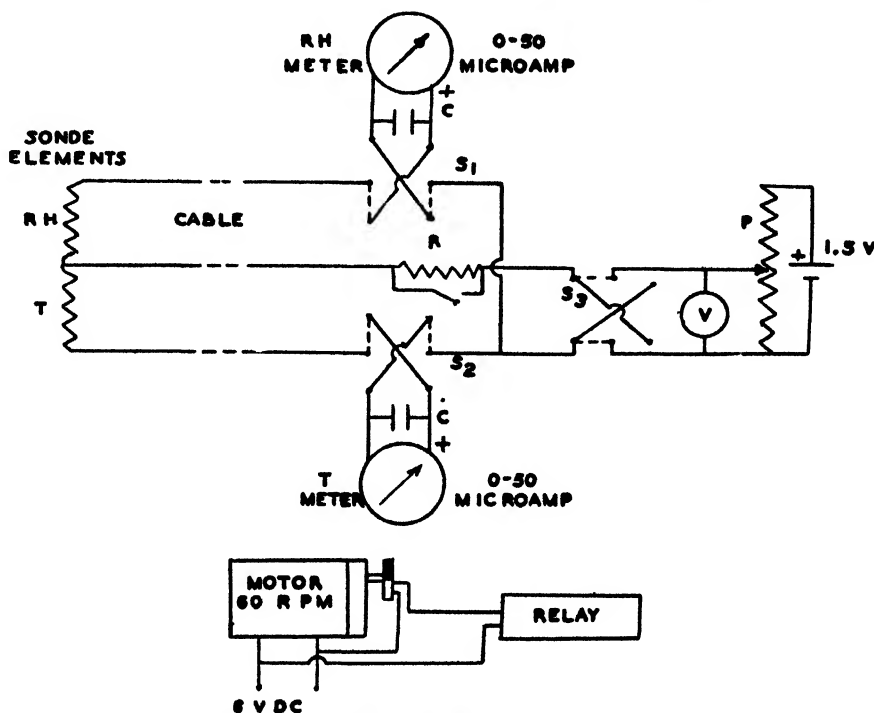 RH
METER
0-50
MICROAMP
+
C
SONDE
ELEMENTS
S1
RH
CABLE
R
P
+
1.5 V
T
S3
V
S2
C
+
T
METER
0-50
MICROAMP
MOTOR
60 RPM
RELAY
6 V DC